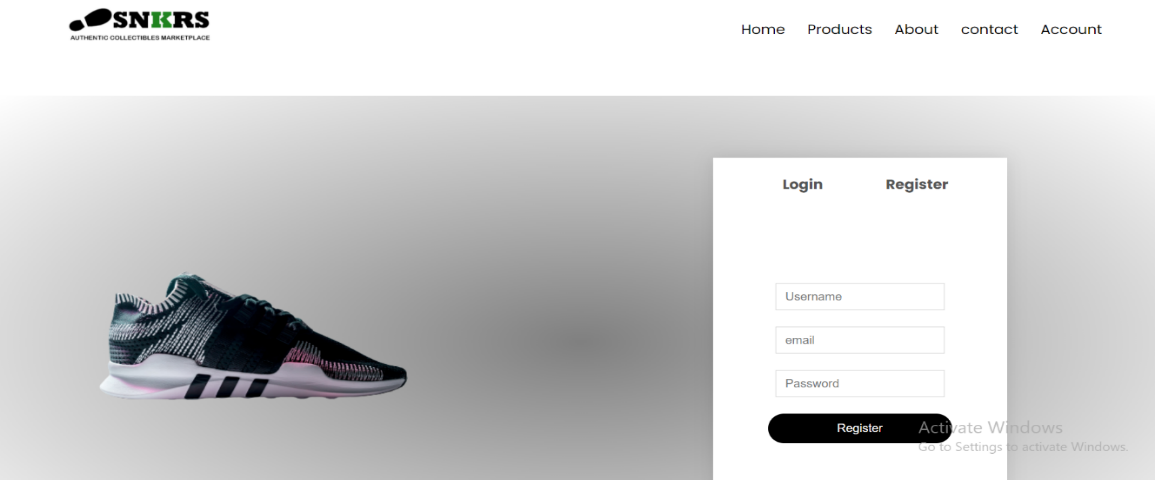 SNKRS
AUTHENTIC COLLECTIBLES MARKETPLACE
Home Products About contact Account
Login Register
Username
email
Password
Register
Activate Windows
Go to Settings to activate Windows.